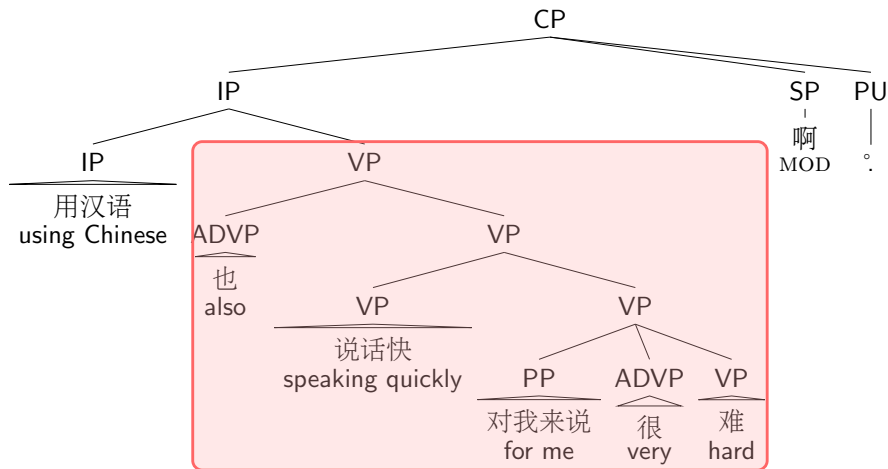 CP
IP SP PU
啊 。
MOD .
IP VP
用汉语
using Chinese
ADVP VP
也
also
VP VP
说话快
speaking quickly
PP ADVP VP
对我来说 很 难
for me very hard